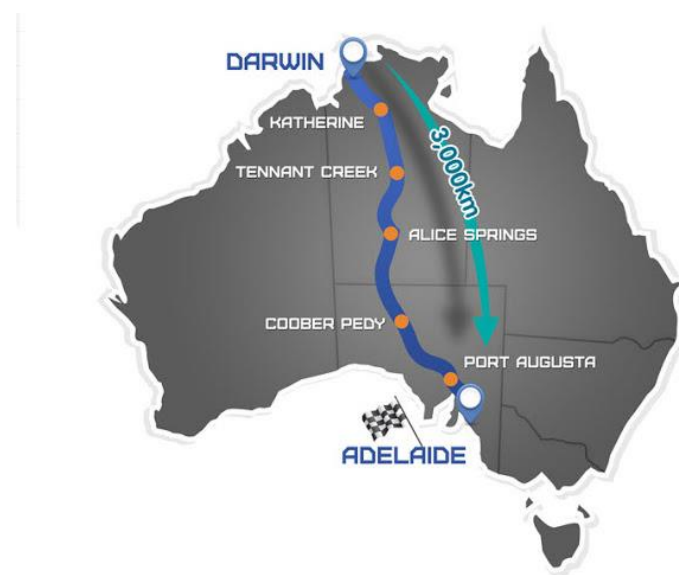 DARWIN
KATHERINE
3,000km
TENNANT CREEK
ALICE SPRINGS
COOBER PEDY
PORT AUGUSTA
ADELAIDE